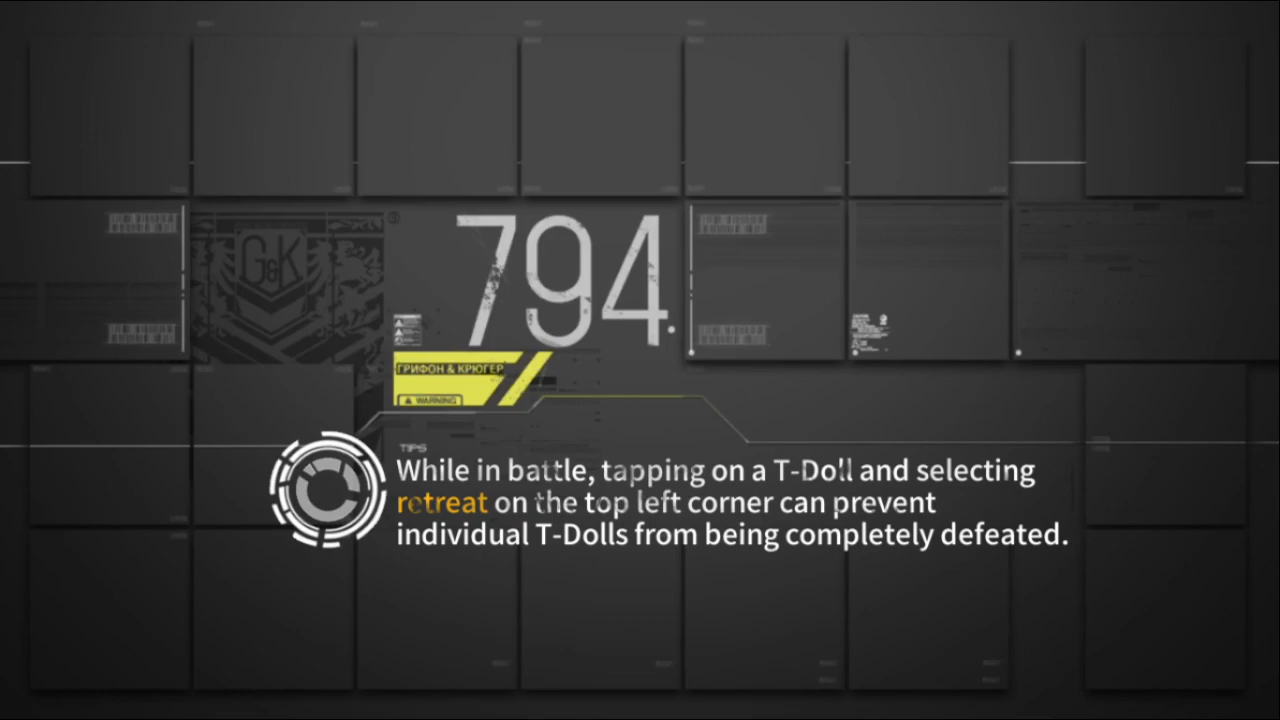 G&K
794.
ГРИФОН & КРЮГЕР
WARNING
TIPS
While in battle, tapping on a T-Doll and selecting
retreat on the top left corner can prevent
individual T-Dolls from being completely defeated.